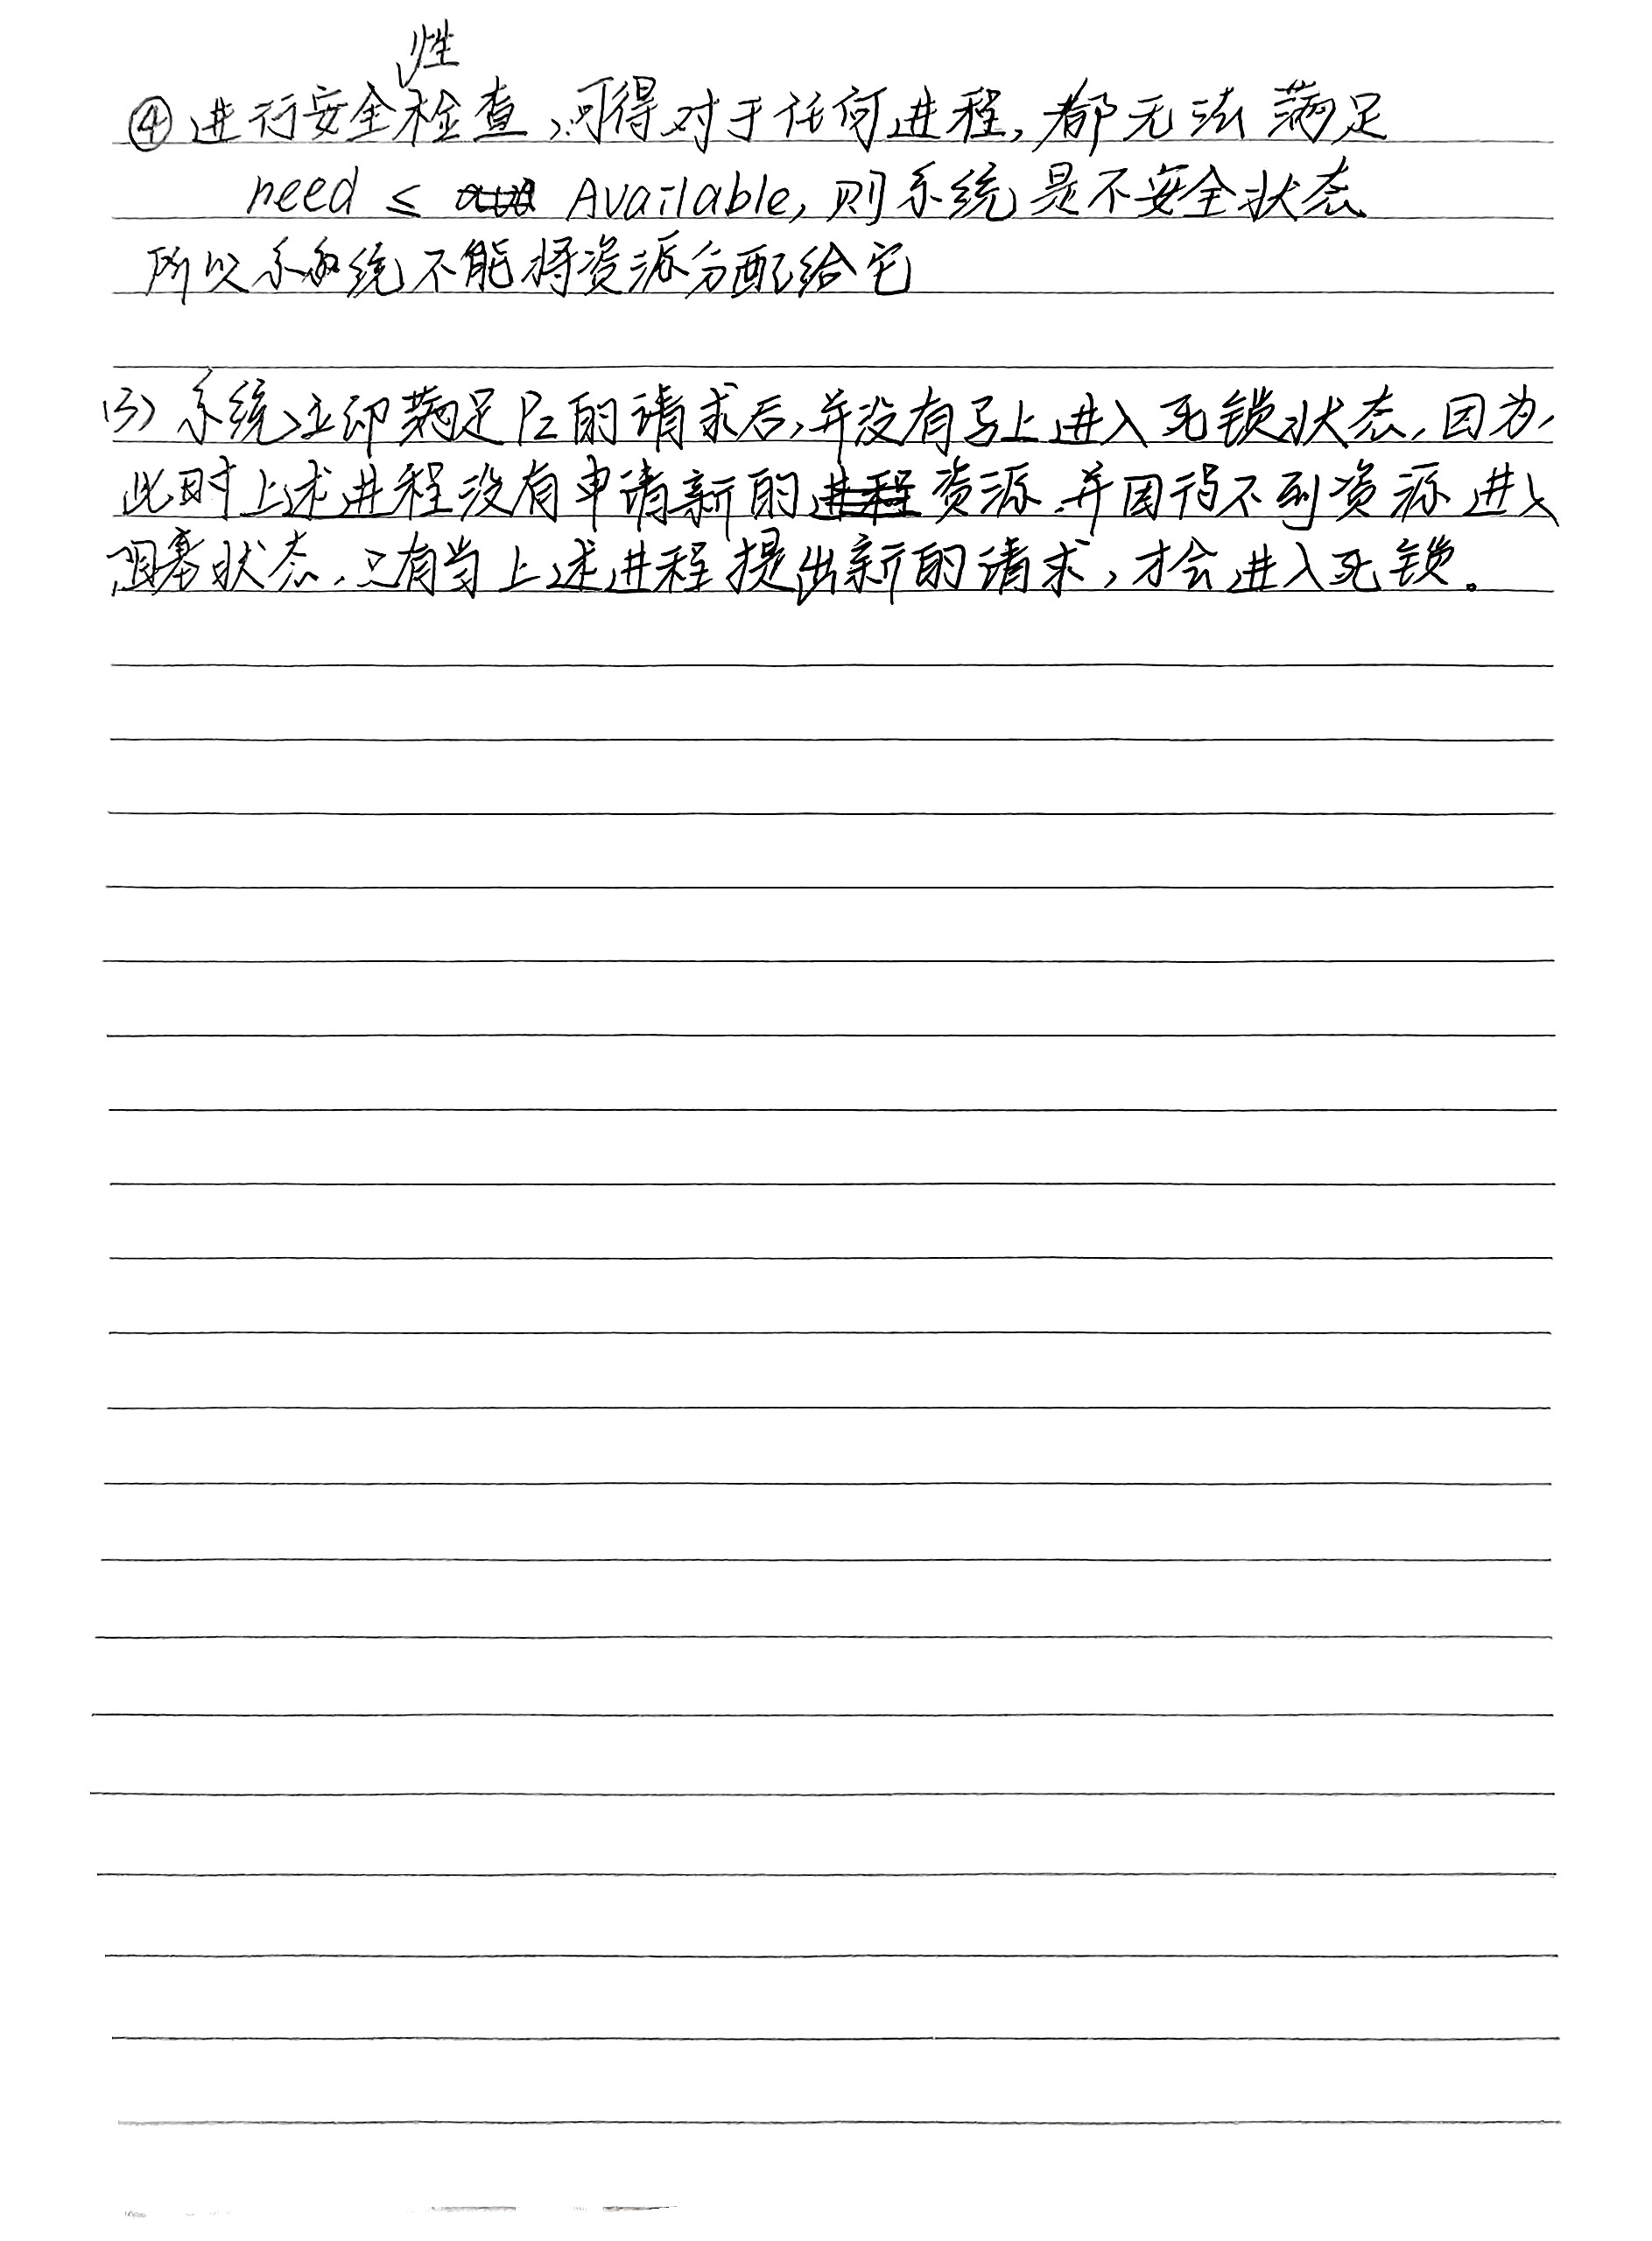 ④进行安全性检查,可得对于任何进程,都无法满足
need ≤ Available,则系统是不安全状态
所以系统不能将资源分配给它
(3)系统立即满足P2的请求后,并没有马上进入死锁状态,因为,
此时上述进程没有申请新的资源,并因得不到资源进入
阻塞状态,只有当上述进程提出新的请求,才会进入死锁。